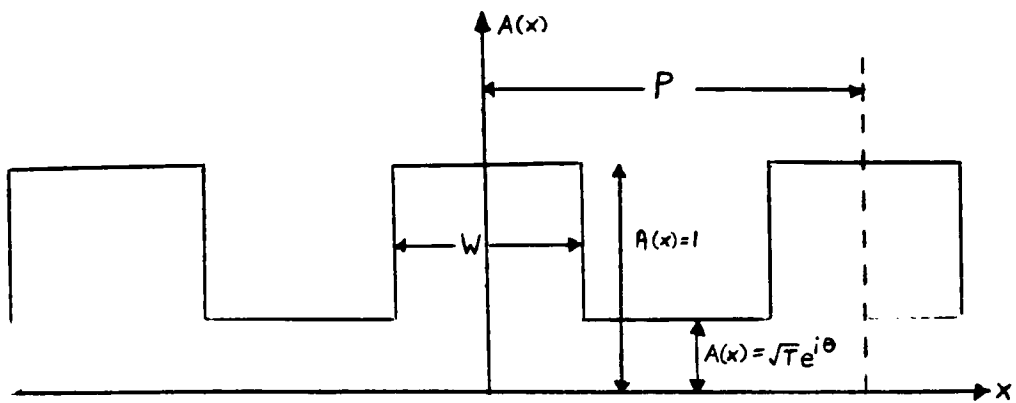 A(x)
P
W
A(x)=1
A(x)=√T e^{iθ}
x